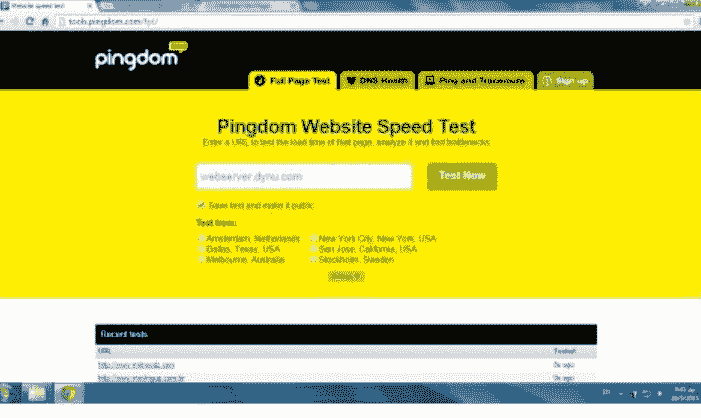 Website speed test
tools.pingdom.com/fpt/
pingdom
Full Page Test
DNS Health
Ping and Traceroute
Sign up
Pingdom Website Speed Test
Enter a URL to test the load time of that page, analyze it and find bottlenecks
webserver.dynu.com
Test Now
Save test and make it public
Test from:
Amsterdam, Netherlands New York City, New York, USA
Dallas, Texas, USA San Jose, California, USA
Melbourne, Australia Stockholm, Sweden
Recent tests
URL Tested
EN